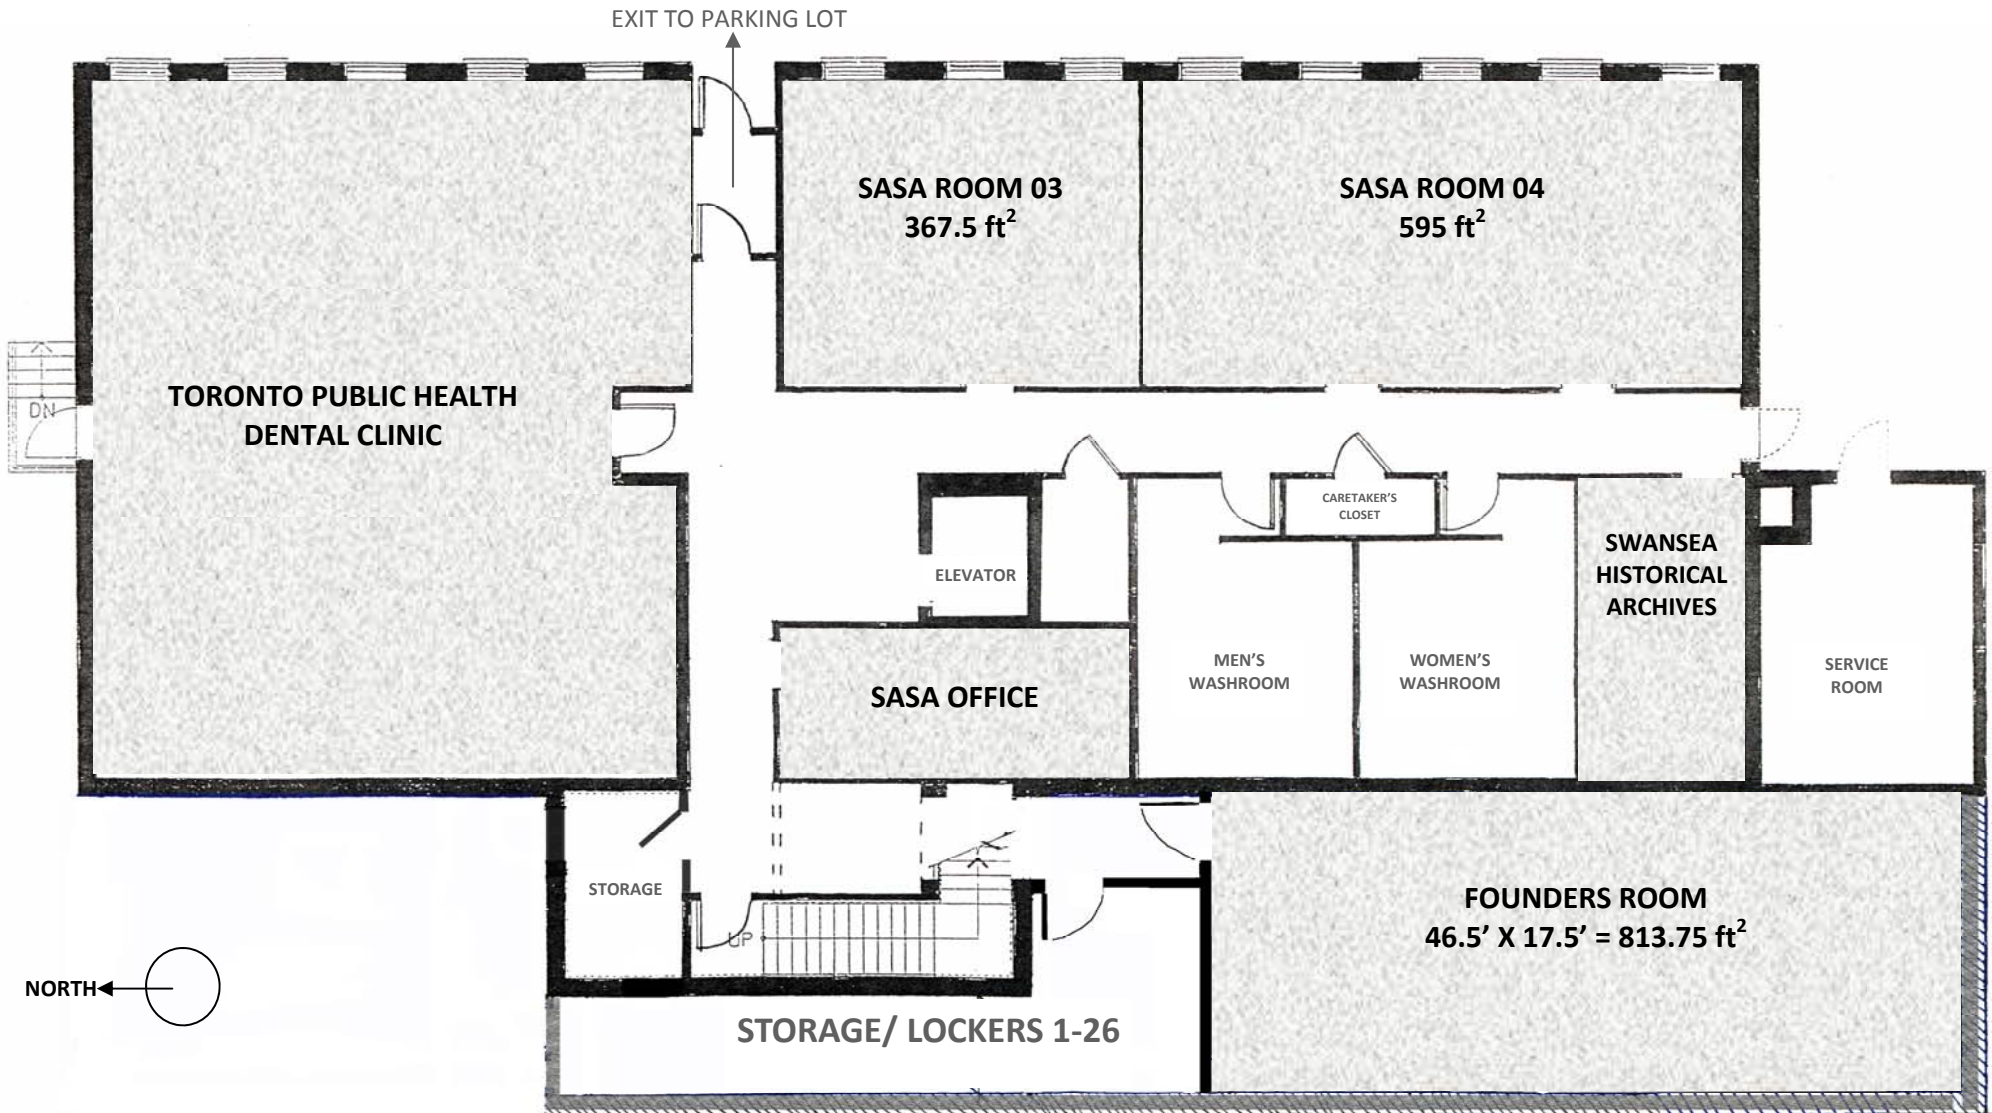 EXIT TO PARKING LOT
SASA ROOM 03
367.5 ft²
SASA ROOM 04
595 ft²
TORONTO PUBLIC HEALTH
DENTAL CLINIC
DN
CARETAKER’S
CLOSET
ELEVATOR
SWANSEA
HISTORICAL
ARCHIVES
MEN’S
WASHROOM
WOMEN’S
WASHROOM
SERVICE
ROOM
SASA OFFICE
STORAGE
UP
FOUNDERS ROOM
46.5’ X 17.5’ = 813.75 ft²
NORTH
STORAGE/ LOCKERS 1-26